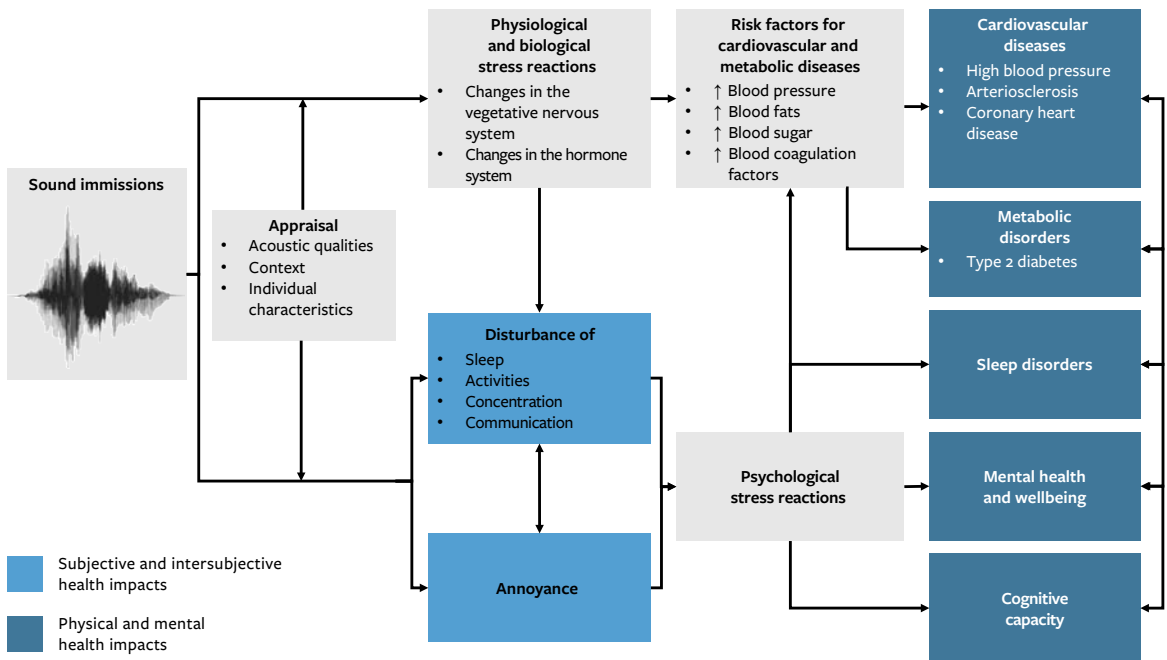 Sound immissions
Appraisal
• Acoustic qualities
• Context
• Individual
characteristics
Physiological
and biological
stress reactions
• Changes in the
vegetative nervous
system
• Changes in the hormone
system
Risk factors for
cardiovascular and
metabolic diseases
• ↑ Blood pressure
• ↑ Blood fats
• ↑ Blood sugar
• ↑ Blood coagulation
factors
Cardiovascular
diseases
• High blood pressure
• Arteriosclerosis
• Coronary heart
disease
Metabolic
disorders
• Type 2 diabetes
Disturbance of
• Sleep
• Activities
• Concentration
• Communication
Sleep disorders
Psychological
stress reactions
Mental health
and wellbeing
Annoyance
Cognitive
capacity
Subjective and intersubjective
health impacts
Physical and mental
health impacts